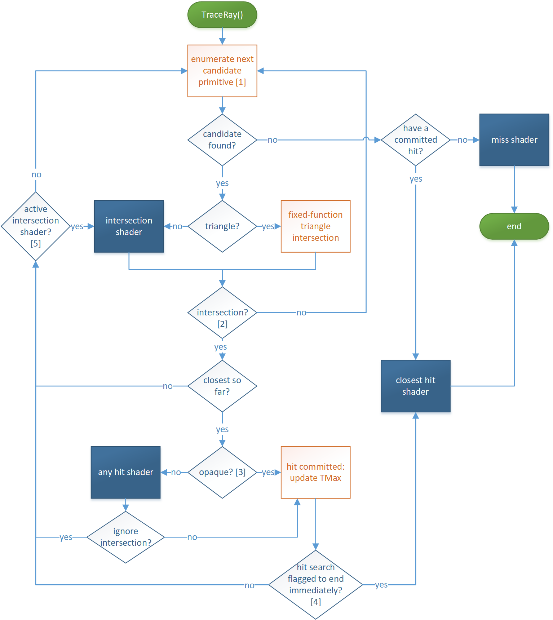 TraceRay()
enumerate next
candidate
primitive [1]
candidate
found?
no
have a
committed
hit?
no
miss shader
yes
yes
no
active
intersection
shader?
[5]
yes
intersection
shader
no
triangle?
yes
fixed-function
triangle
intersection
end
intersection?
[2]
no
yes
closest so
far?
no
closest hit
shader
yes
any hit shader
no
opaque? [3]
yes
hit committed:
update TMax
yes
ignore
intersection?
no
no
hit search
flagged to end
immediately?
[4]
yes